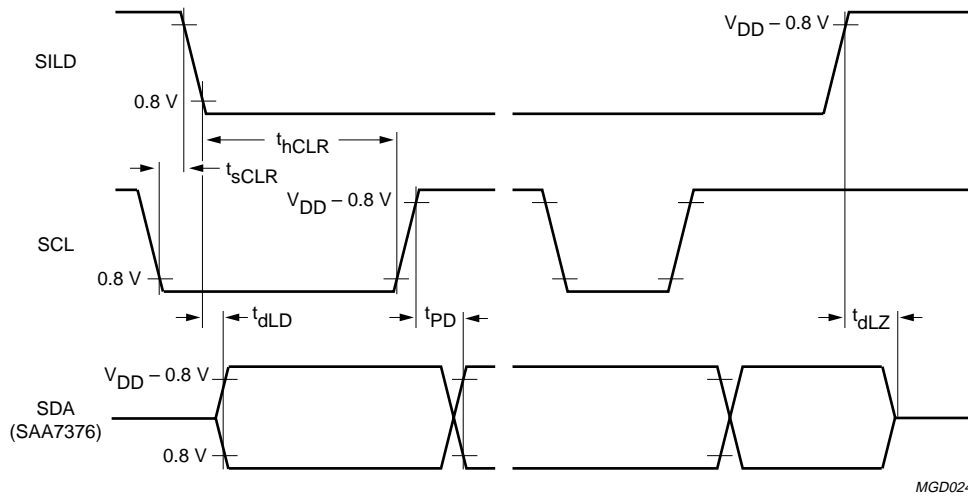 V_DD – 0.8 V
SILD
0.8 V
t_hCLR
t_sCLR
V_DD – 0.8 V
SCL
0.8 V
t_dLD
t_PD
t_dLZ
V_DD – 0.8 V
SDA
(SAA7376)
0.8 V
MGD024